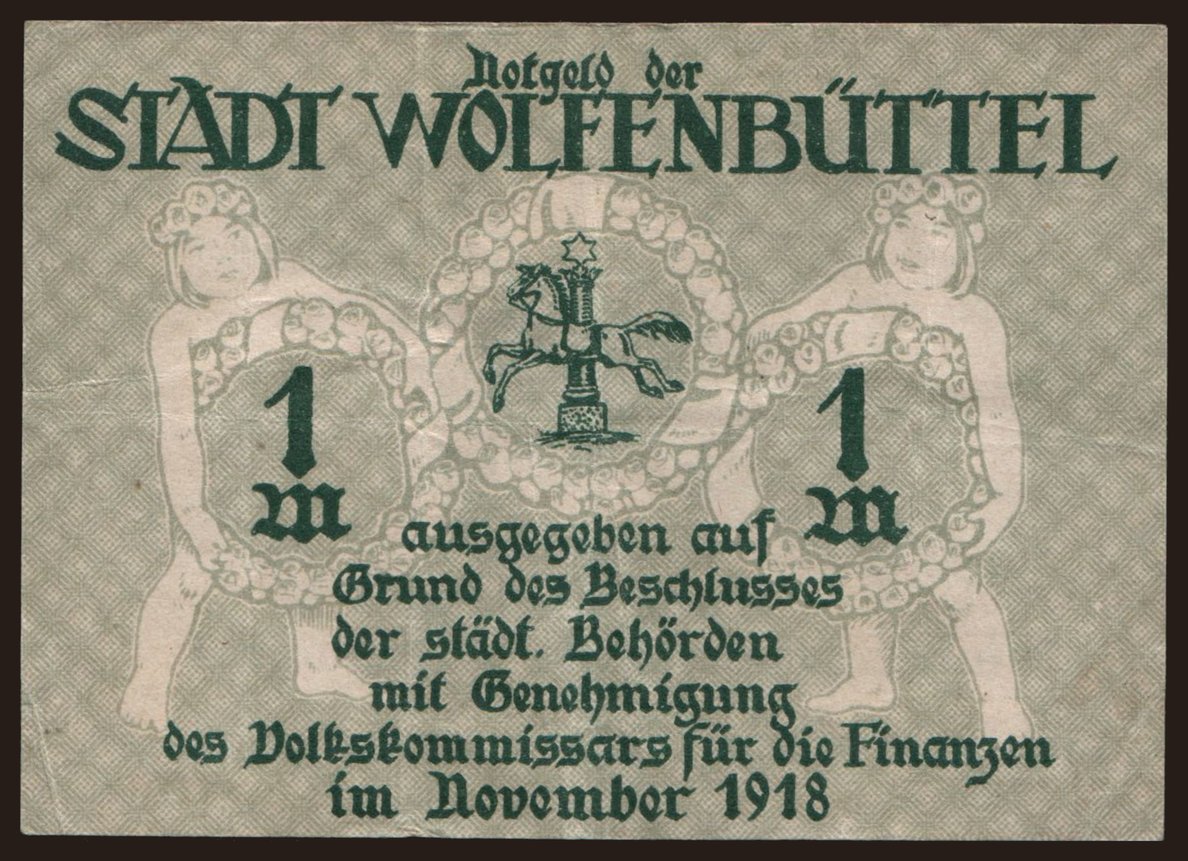 Notgeld der
STADT WOLFENBÜTTEL
1 1
M M
ausgegeben auf
Grund des Beschlusses
der städt. Behörden
mit Genehmigung
des Volkskommissars für die Finanzen
im November 1918